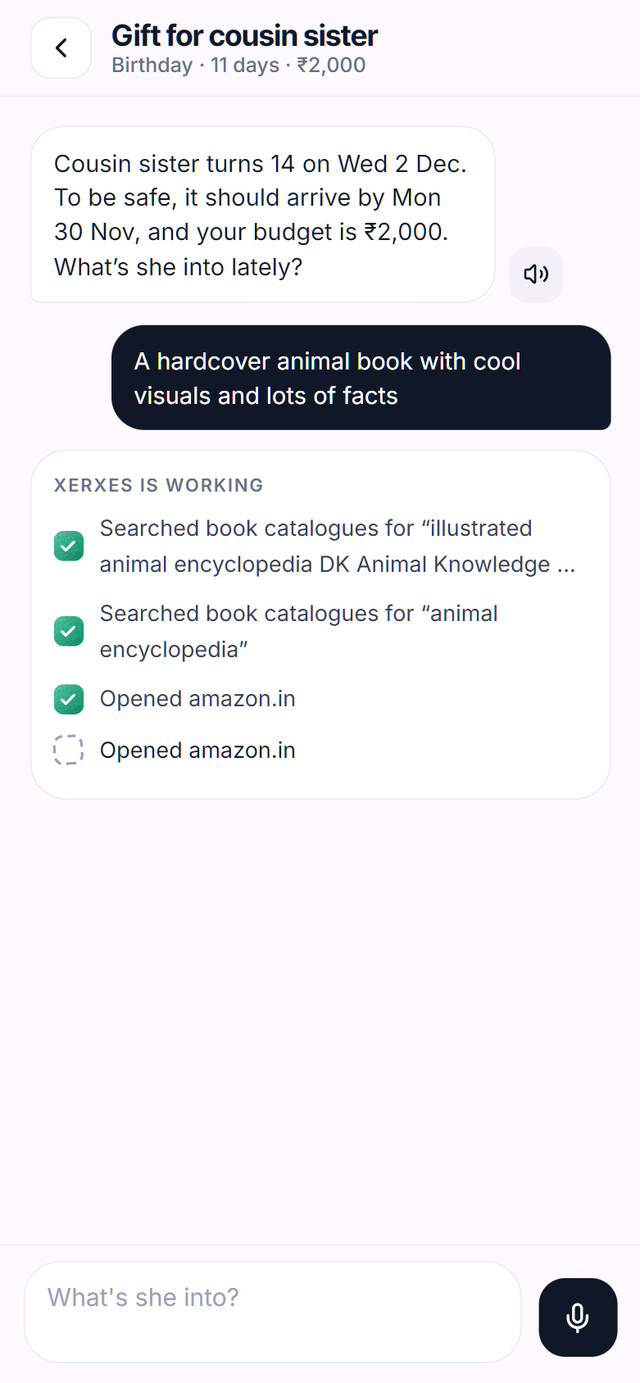 Gift for cousin sister
Birthday · 11 days · ₹2,000
Cousin sister turns 14 on Wed 2 Dec.
To be safe, it should arrive by Mon
30 Nov, and your budget is ₹2,000.
What’s she into lately?
A hardcover animal book with cool
visuals and lots of facts
XERXES IS WORKING
Searched book catalogues for “illustrated
animal encyclopedia DK Animal Knowledge ...
Searched book catalogues for “animal
encyclopedia”
Opened amazon.in
Opened amazon.in
What's she into?